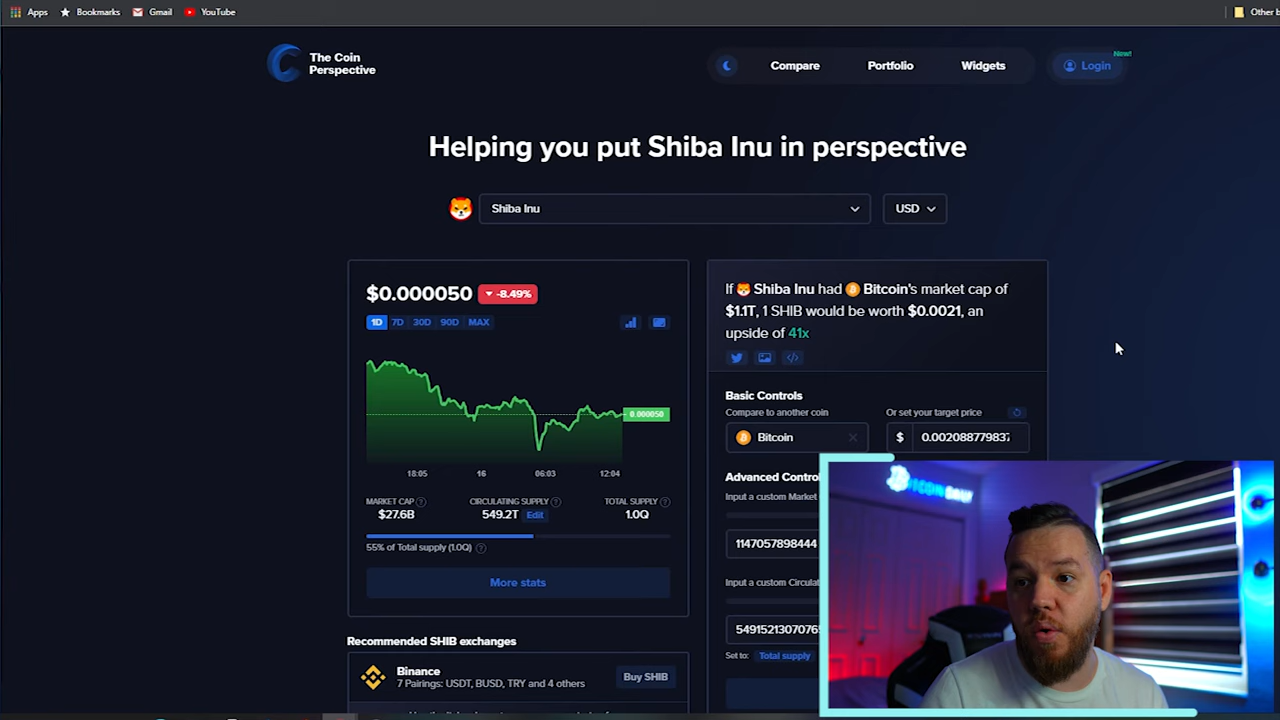 Apps
Bookmarks
Gmail
YouTube
Other b
The Coin
Perspective
Compare
Portfolio
Widgets
Login
New!
Helping you put Shiba Inu in perspective
Shiba Inu
USD
$0.000050
-8.49%
1D 7D 30D 90D MAX
0.000050
18:05 16 06:03 12:04
MARKET CAP CIRCULATING SUPPLY TOTAL SUPPLY
$27.6B 549.2T Edit 1.0Q
55% of Total supply (1.0Q)
More stats
Recommended SHIB exchanges
Binance
7 Pairings: USDT, BUSD, TRY and 4 others
Buy SHIB
If Shiba Inu had Bitcoin's market cap of
$1.1T, 1 SHIB would be worth $0.0021, an
upside of 41x
Basic Controls
Compare to another coin Or set your target price
Bitcoin $ 0.002088779837
Advanced Control
Input a custom Market
1147057898444
Input a custom Circula
5491521307076
Set to: Total supply